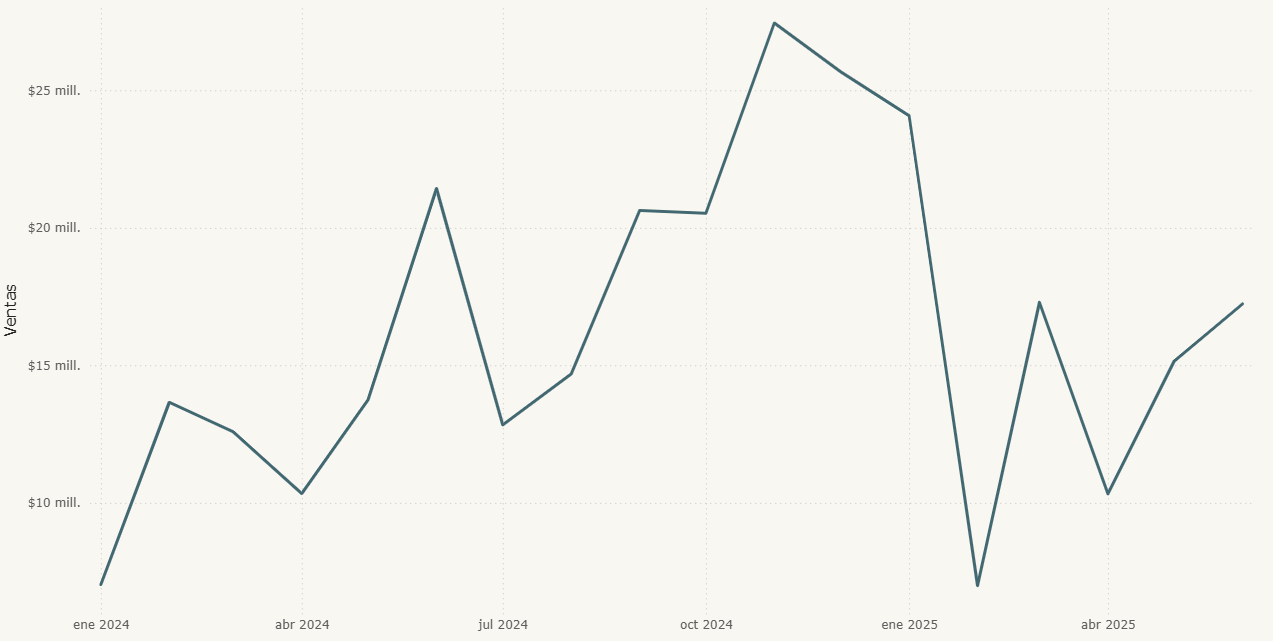 Ventas
$25 mill.
$20 mill.
$15 mill.
$10 mill.
ene 2024
abr 2024
jul 2024
oct 2024
ene 2025
abr 2025